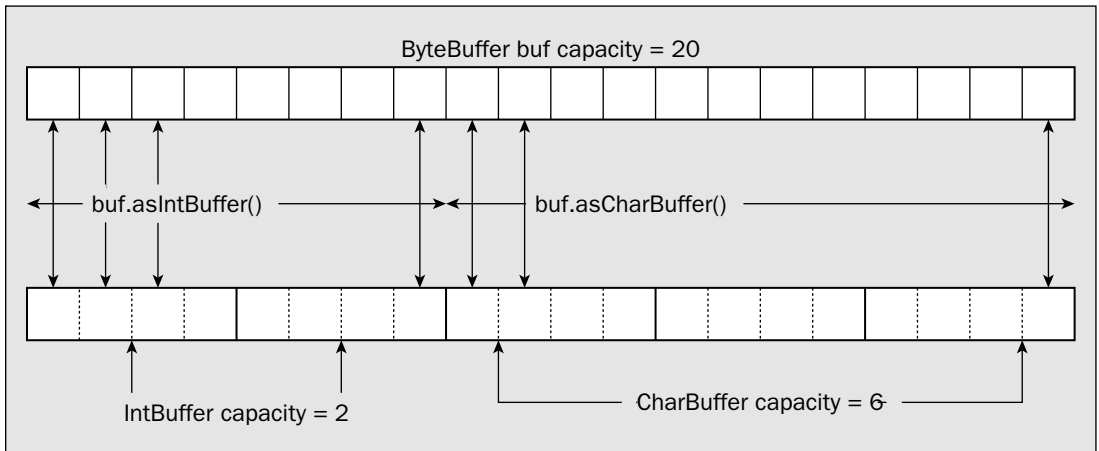 ByteBuffer buf capacity = 20
buf.asIntBuffer()
buf.asCharBuffer()
IntBuffer capacity = 2
CharBuffer capacity = 6